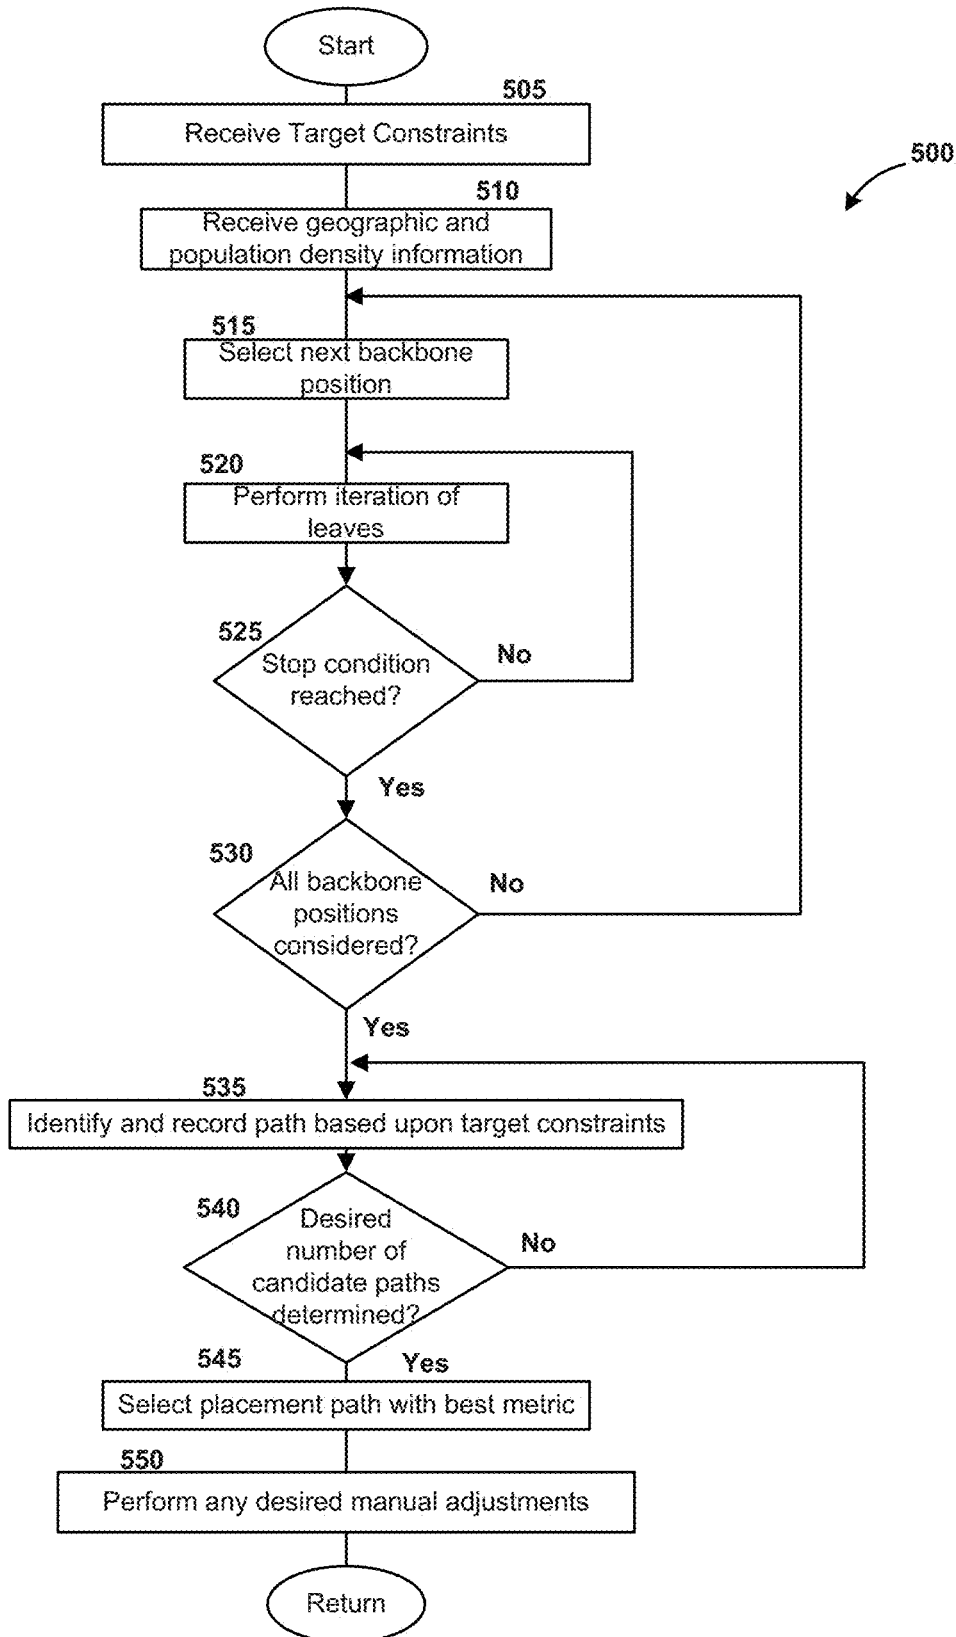 Start
505
Receive Target Constraints
500
510
Receive geographic and
population density information
515
Select next backbone
position
520
Perform iteration of
leaves
525
Stop condition
reached?
No
Yes
530
All backbone
positions
considered?
No
Yes
535
Identify and record path based upon target constraints
540
Desired
number of
candidate paths
determined?
No
545
Yes
Select placement path with best metric
550
Perform any desired manual adjustments
Return